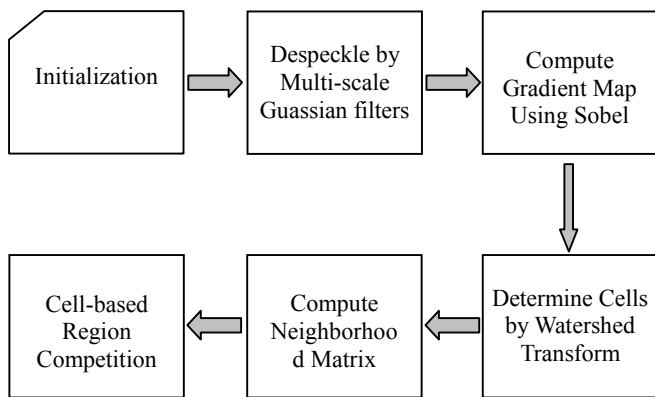 Initialization
Despeckle by
Multi-scale
Guassian filters
Compute
Gradient Map
Using Sobel
Determine Cells
by Watershed
Transform
Compute
Neighborhoo
d Matrix
Cell-based
Region
Competition